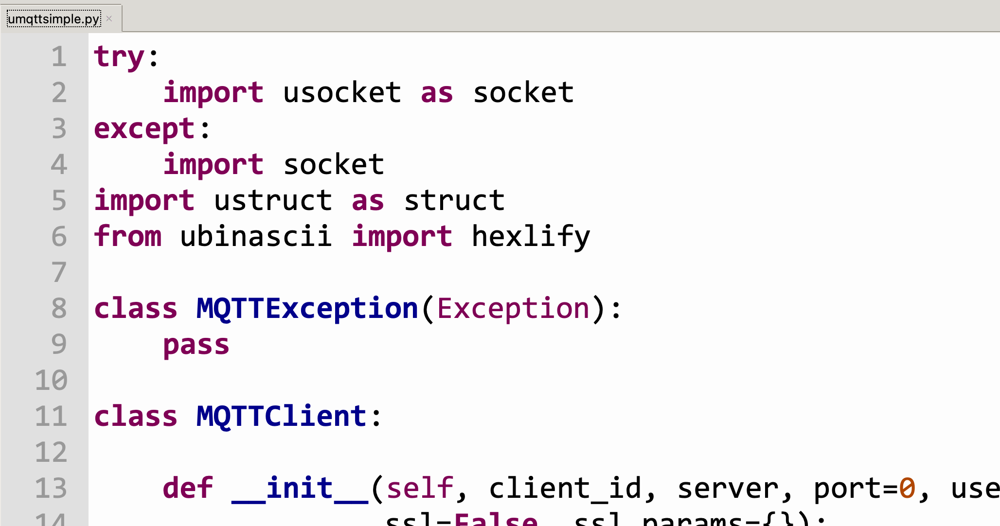 umqttsimple.py ×
1 try:
2     import usocket as socket
3 except:
4     import socket
5 import ustruct as struct
6 from ubinascii import hexlify
7
8 class MQTTException(Exception):
9     pass
10
11 class MQTTClient:
12
13     def __init__(self, client_id, server, port=0, use
14                  ssl=False, ssl_params={}):